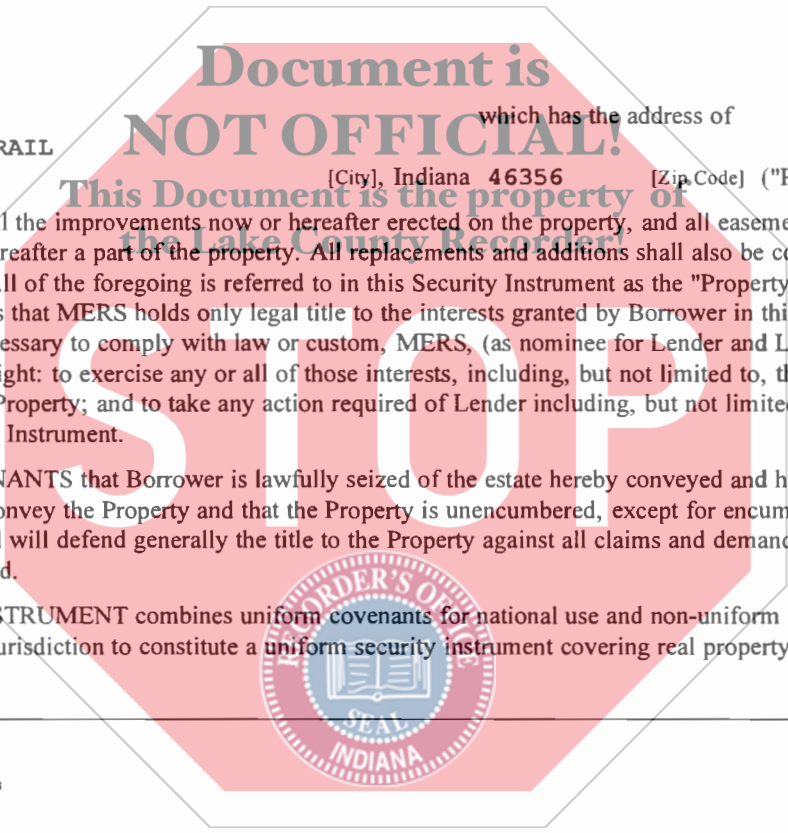 Document is
which has the address of
NOT OFFICIAL!
RAIL
[City], Indiana 46356 [Zip Code] ("P
This Document is the property of
l the improvements now or hereafter erected on the property, and all easeme
the Lake County Recorder!
reafter a part of the property. All replacements and additions shall also be co
ll of the foregoing is referred to in this Security Instrument as the "Property
s that MERS holds only legal title to the interests granted by Borrower in thi
essary to comply with law or custom, MERS, (as nominee for Lender and L
ight: to exercise any or all of those interests, including, but not limited to, th
Property; and to take any action required of Lender including, but not limited
Instrument.
STOP
NANTS that Borrower is lawfully seized of the estate hereby conveyed and h
onvey the Property and that the Property is unencumbered, except for encum
l will defend generally the title to the Property against all claims and demand
d.
STRUMENT combines uniform covenants for national use and non-uniform
urisdiction to constitute a uniform security instrument covering real property
RECORDER'S OFFICE
SEAL
INDIANA